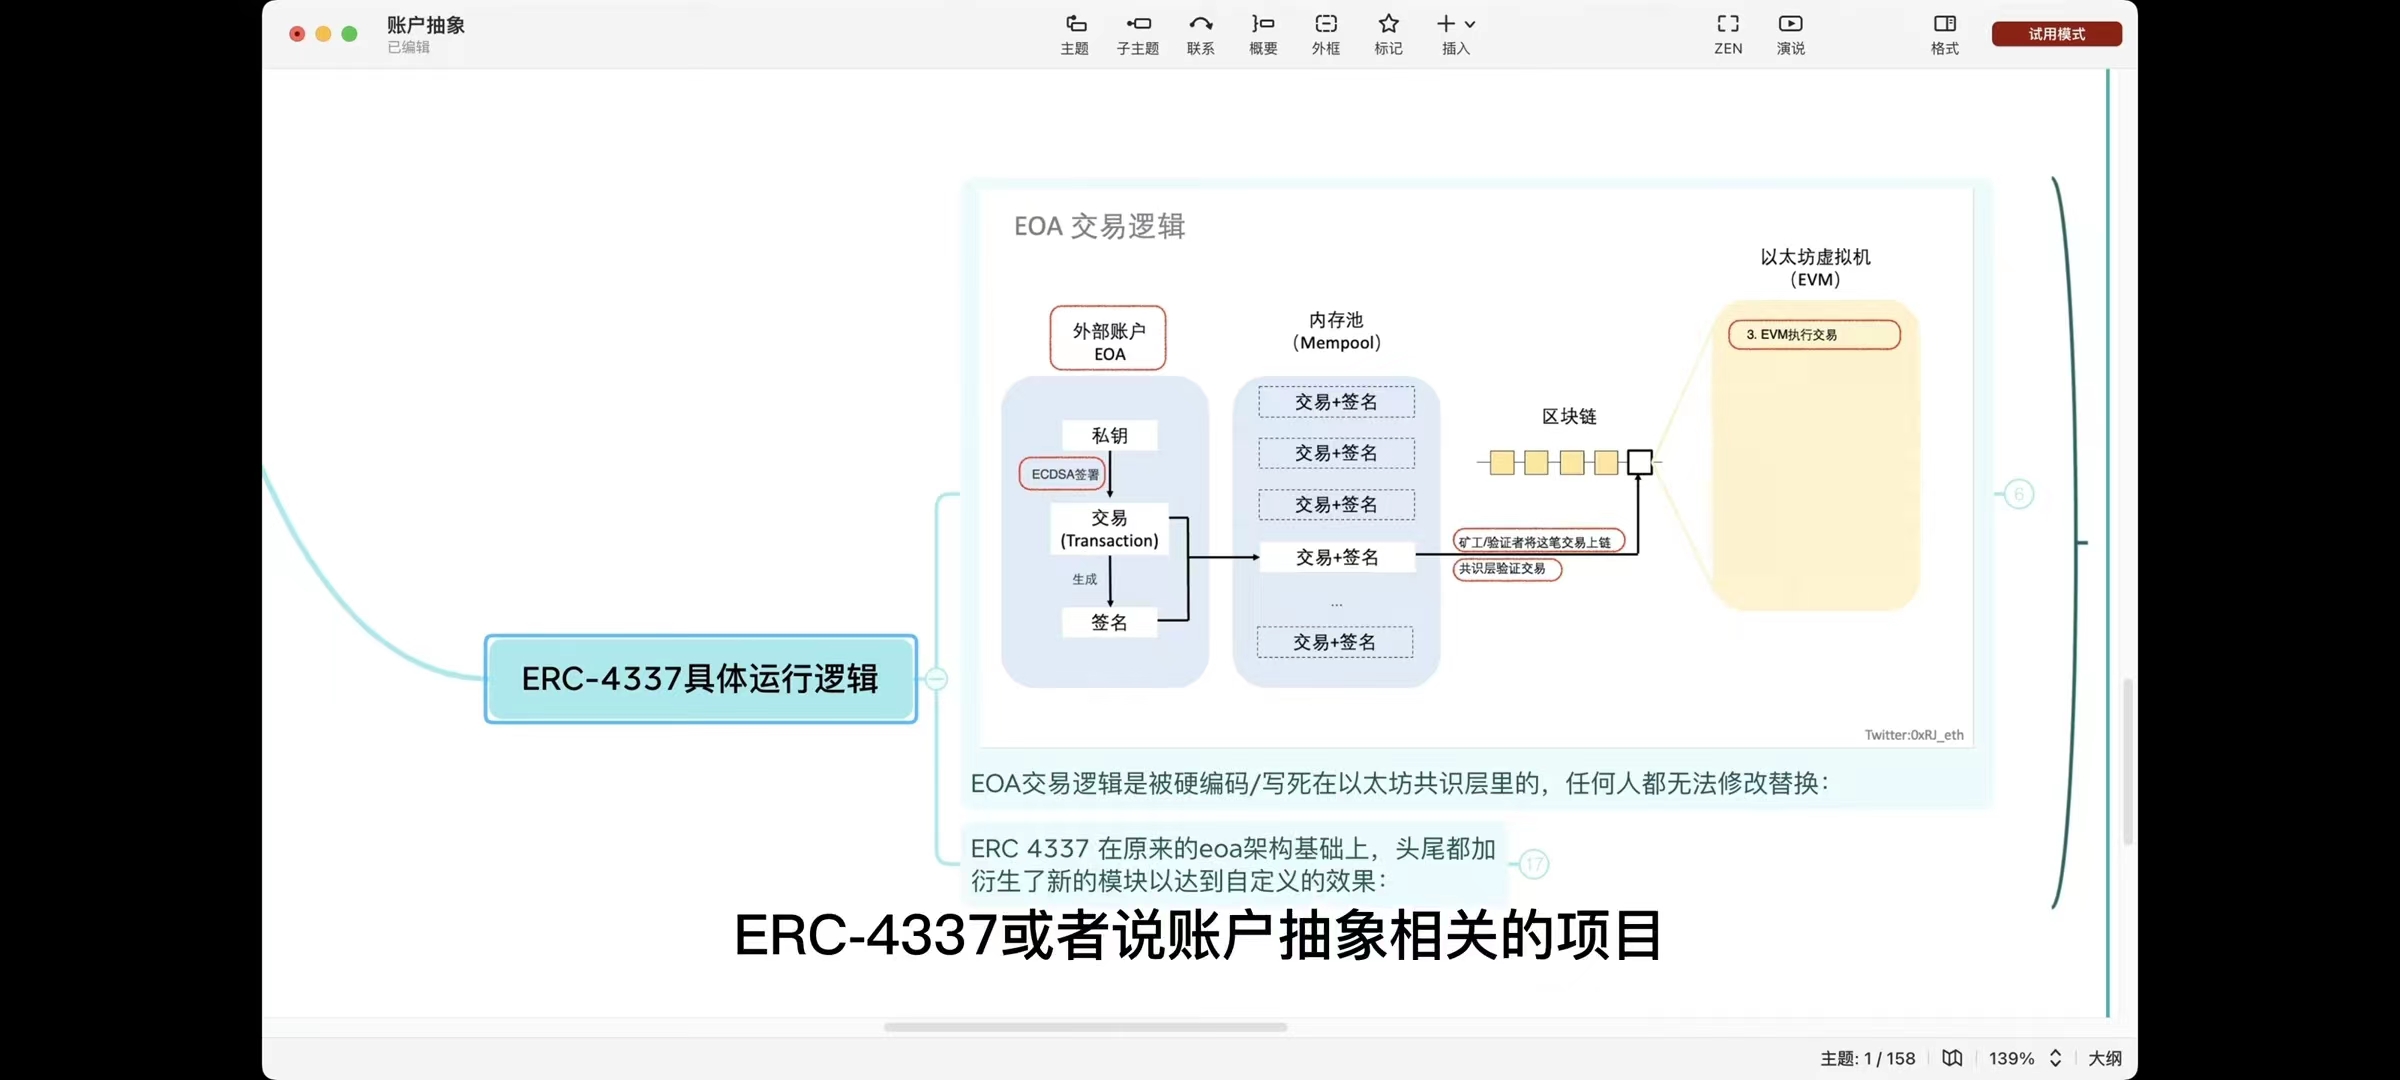 账户抽象
已编辑
主题
子主题
联系
概要
外框
标记
插入
ZEN
演说
格式
试用模式
EOA 交易逻辑
外部账户
EOA
私钥
ECDSA签署
交易
(Transaction)
生成
签名
内存池
（Mempool）
交易+签名
交易+签名
交易+签名
交易+签名
...
交易+签名
区块链
矿工/验证者将这笔交易上链
共识层验证交易
以太坊虚拟机
（EVM）
3. EVM执行交易
Twitter:0xRJ_eth
6
EOA交易逻辑是被硬编码/写死在以太坊共识层里的，任何人都无法修改替换：
ERC-4337具体运行逻辑
ERC 4337 在原来的eoa架构基础上，头尾都加
衍生了新的模块以达到自定义的效果：
17
ERC-4337或者说账户抽象相关的项目
主题: 1 / 158
139%
大纲